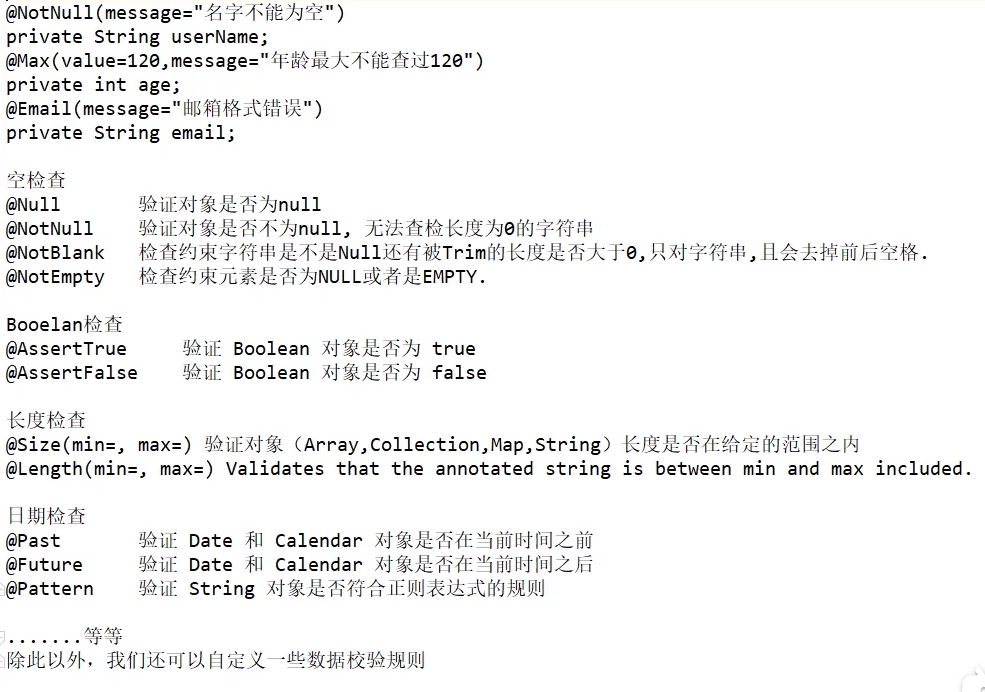 @NotNull(message="名字不能为空")
private String userName;
@Max(value=120,message="年龄最大不能查过120")
private int age;
@Email(message="邮箱格式错误")
private String email;
空检查
@Null 验证对象是否为null
@NotNull 验证对象是否不为null, 无法查检长度为0的字符串
@NotBlank 检查约束字符串是不是Null还有被Trim的长度是否大于0,只对字符串,且会去掉前后空格.
@NotEmpty 检查约束元素是否为NULL或者是EMPTY.
Booelan检查
@AssertTrue 验证 Boolean 对象是否为 true
@AssertFalse 验证 Boolean 对象是否为 false
长度检查
@Size(min=, max=) 验证对象（Array,Collection,Map,String）长度是否在给定的范围之内
@Length(min=, max=) Validates that the annotated string is between min and max included.
日期检查
@Past 验证 Date 和 Calendar 对象是否在当前时间之前
@Future 验证 Date 和 Calendar 对象是否在当前时间之后
@Pattern 验证 String 对象是否符合正则表达式的规则
.......等等
除此以外，我们还可以自定义一些数据校验规则